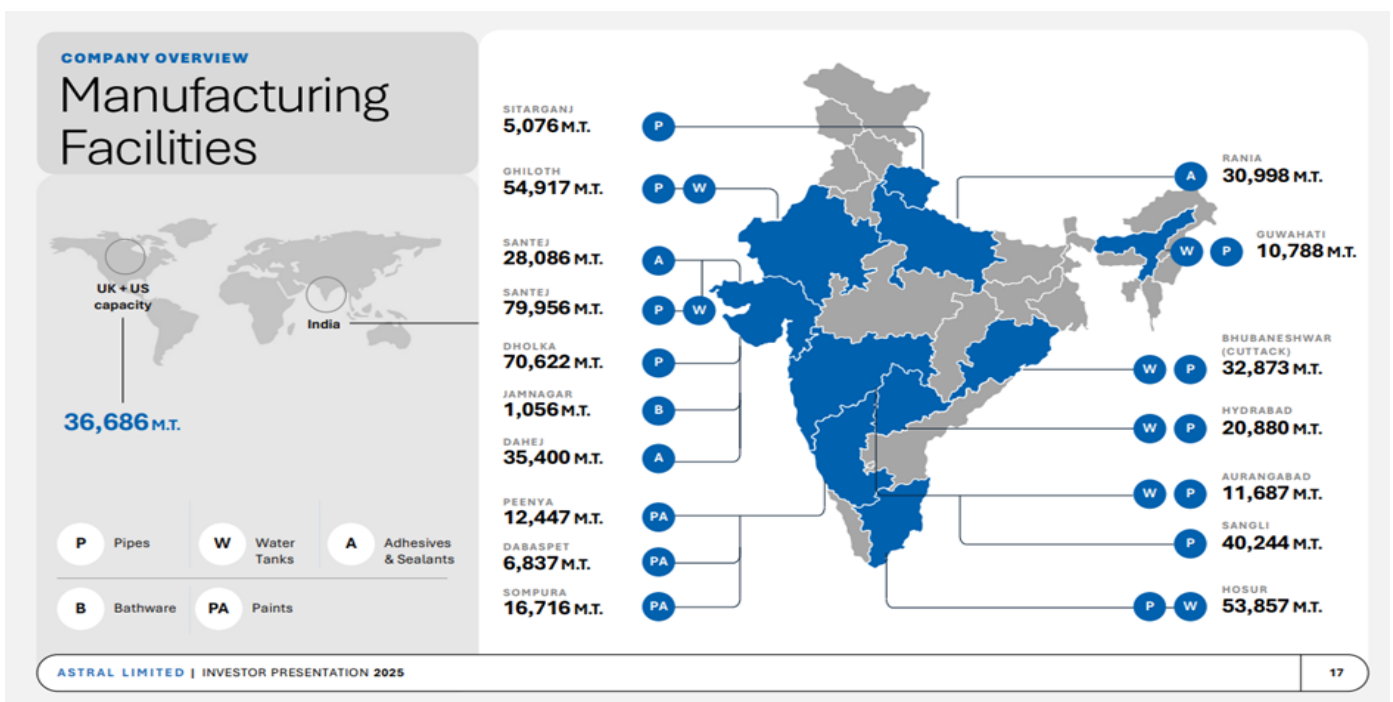 COMPANY OVERVIEW
Manufacturing
Facilities
UK + US
capacity
India
36,686 M.T.
P Pipes
W Water
Tanks
A Adhesives
& Sealants
B Bathware
PA Paints
SITARGANJ
5,076 M.T.
P
GHILOTH
54,917 M.T.
P W
SANTEJ
28,086 M.T.
A
SANTEJ
79,956 M.T.
P W
DHOLKA
70,622 M.T.
P
JAMNAGAR
1,056 M.T.
B
DAHEJ
35,400 M.T.
A
PEENYA
12,447 M.T.
PA
DABASPET
6,837 M.T.
PA
SOMPURA
16,716 M.T.
PA
A
RANIA
30,998 M.T.
W P
GUWAHATI
10,788 M.T.
W P
BHUBANESHWAR
(CUTTACK)
32,873 M.T.
W P
HYDRABAD
20,880 M.T.
W P
AURANGABAD
11,687 M.T.
P
SANGLI
40,244 M.T.
P W
HOSUR
53,857 M.T.
ASTRAL LIMITED | INVESTOR PRESENTATION 2025
17